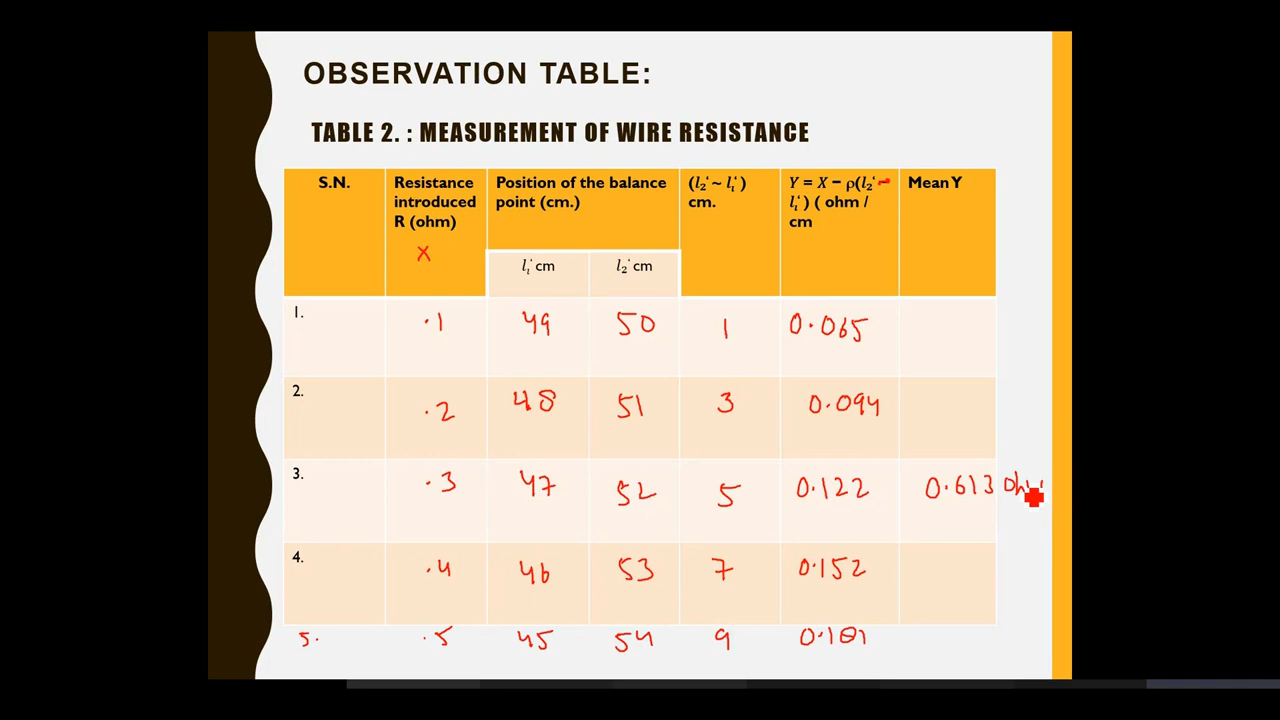 OBSERVATION TABLE:
TABLE 2. : MEASUREMENT OF WIRE RESISTANCE
S.N. Resistance introduced R (ohm) X Position of the balance point (cm.) (l₂‘ ~ l₁‘ ) cm. Y = X − ρ(l₂‘ − l₁‘ ) ( ohm / cm Mean Y
l₁‘ cm l₂‘ cm
1. .1 49 50 1 0.065
2. .2 48 51 3 0.094
3. .3 47 52 5 0.122 0.613 ohm
4. .4 46 53 7 0.152
5. .5 45 54 9 0.181